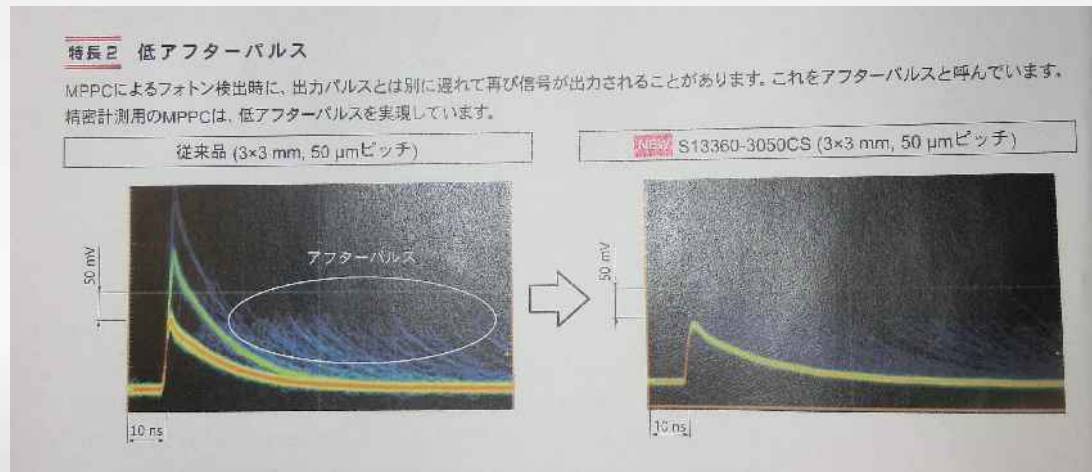 特長2 低アフターパルス
MPPCによるフォトン検出時に、出力パルスとは別に遅れて再び信号が出力されることがあります。これをアフターパルスと呼んでいます。
精密計測用のMPPCは、低アフターパルスを実現しています。
従来品 (3×3 mm, 50 μmピッチ)
NEW S13360-3050CS (3×3 mm, 50 μmピッチ)
アフターパルス
50 mV
50 mV
10 ns
10 ns